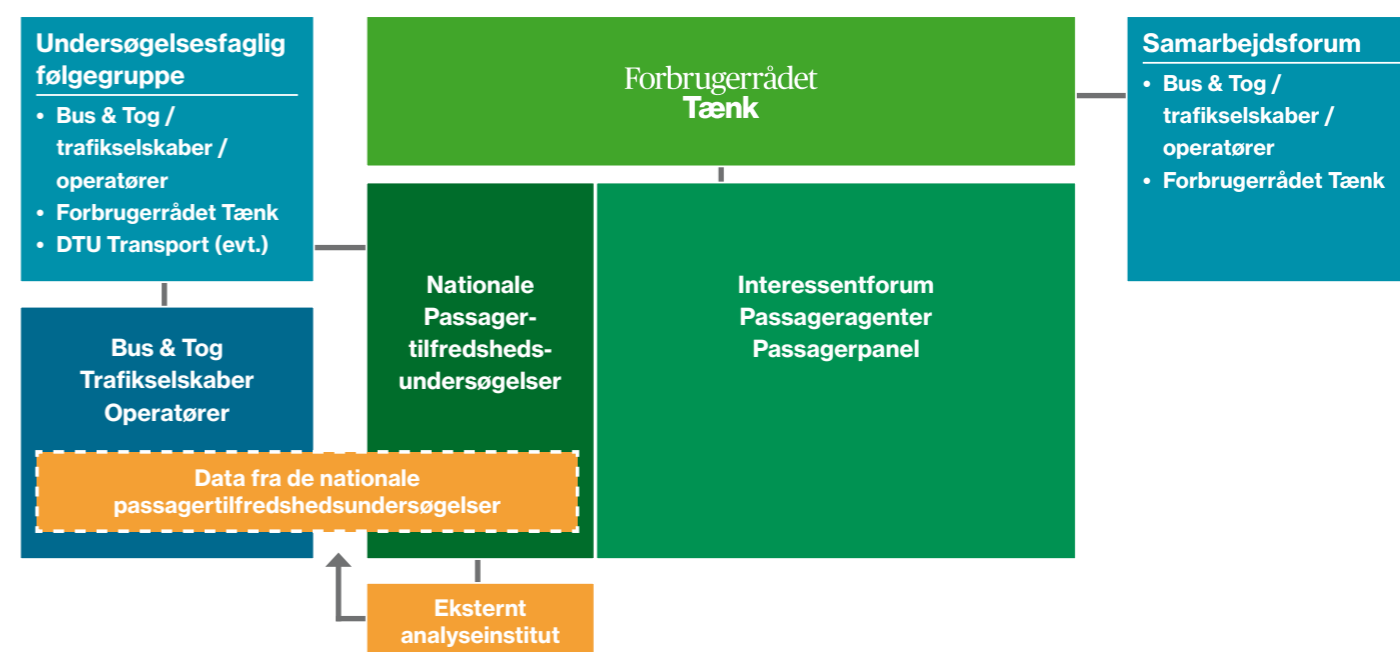 Undersøgelsesfaglig
følgegruppe
• Bus & Tog /
trafikselskaber /
operatører
• Forbrugerrådet Tænk
• DTU Transport (evt.)
Forbrugerrådet
Tænk
Samarbejdsforum
• Bus & Tog /
trafikselskaber /
operatører
• Forbrugerrådet Tænk
Bus & Tog
Trafikselskaber
Operatører
Nationale
Passager-
tilfredsheds-
undersøgelser
Interessentforum
Passageragenter
Passagerpanel
Data fra de nationale
passagertilfredshedsundersøgelser
Eksternt
analyseinstitut